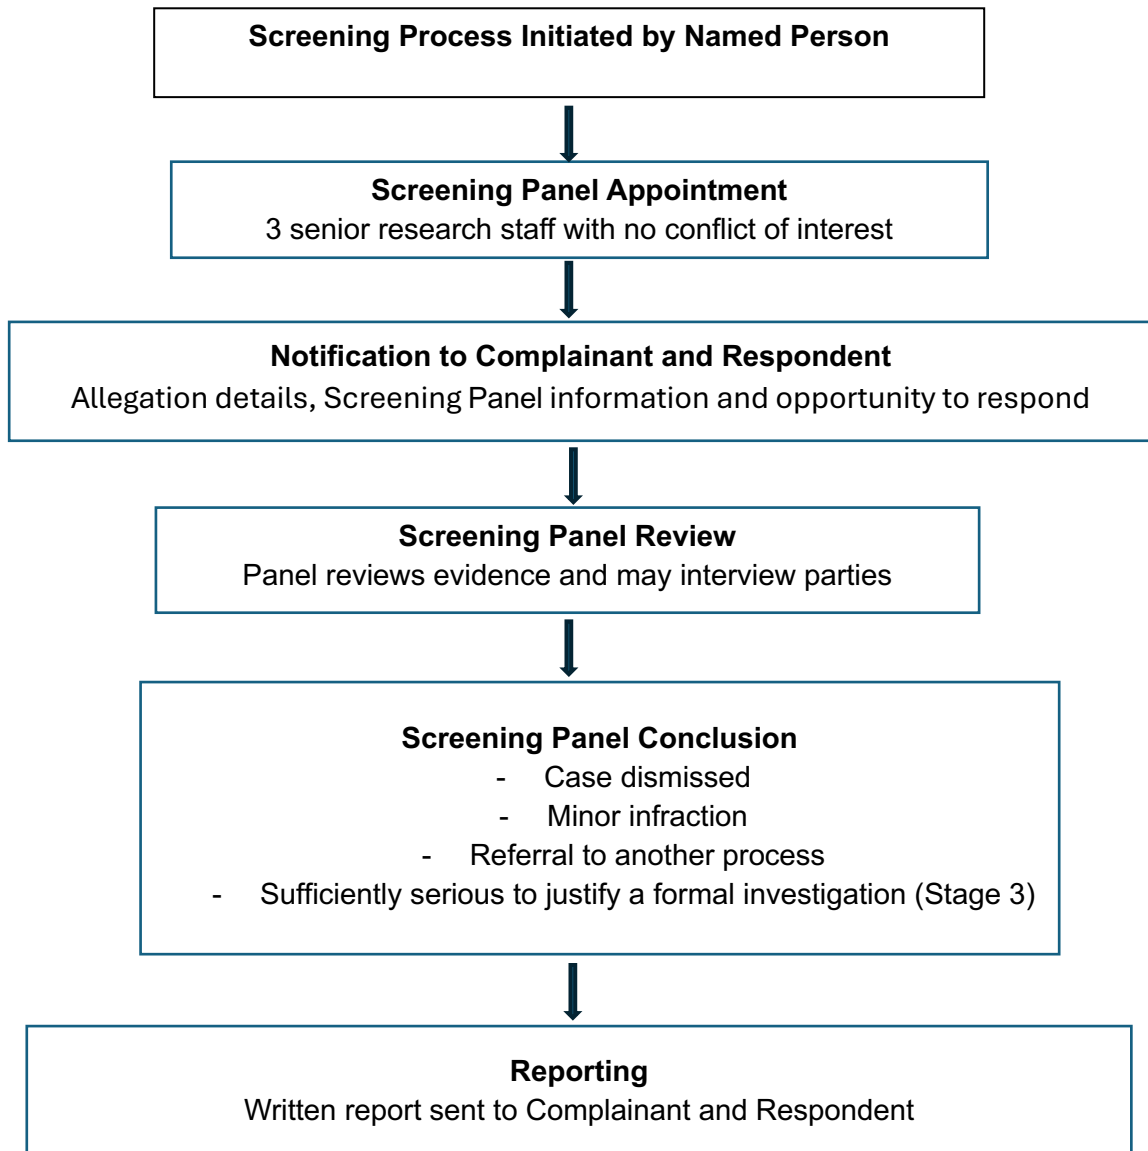 Screening Process Initiated by Named Person
Screening Panel Appointment
3 senior research staff with no conflict of interest
Notification to Complainant and Respondent
Allegation details, Screening Panel information and opportunity to respond
Screening Panel Review
Panel reviews evidence and may interview parties
Screening Panel Conclusion
- Case dismissed
- Minor infraction
- Referral to another process
- Sufficiently serious to justify a formal investigation (Stage 3)
Reporting
Written report sent to Complainant and Respondent